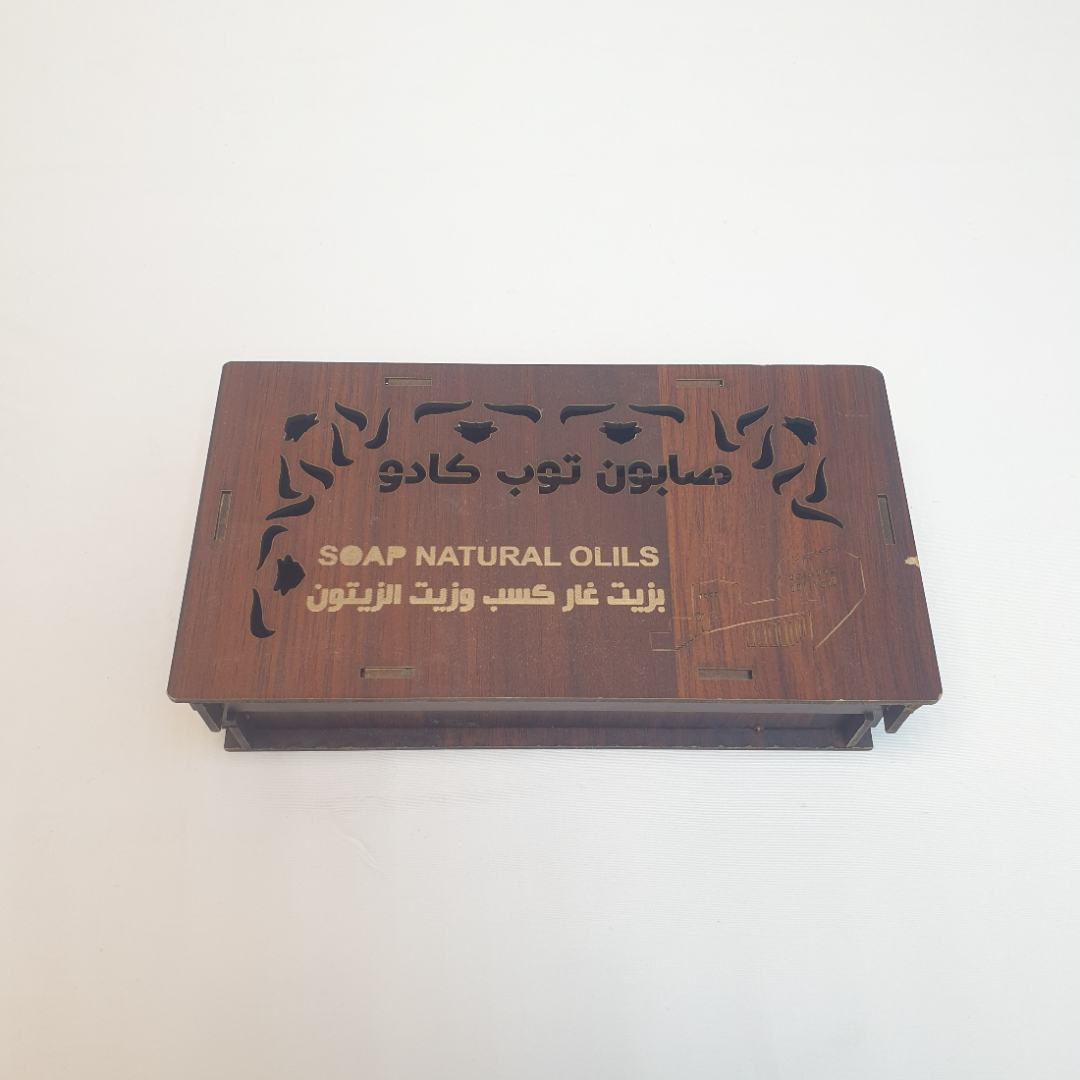 صابون توب كادو
SOAP NATURAL OLILS
بزيت غار كسب وزيت الزيتون